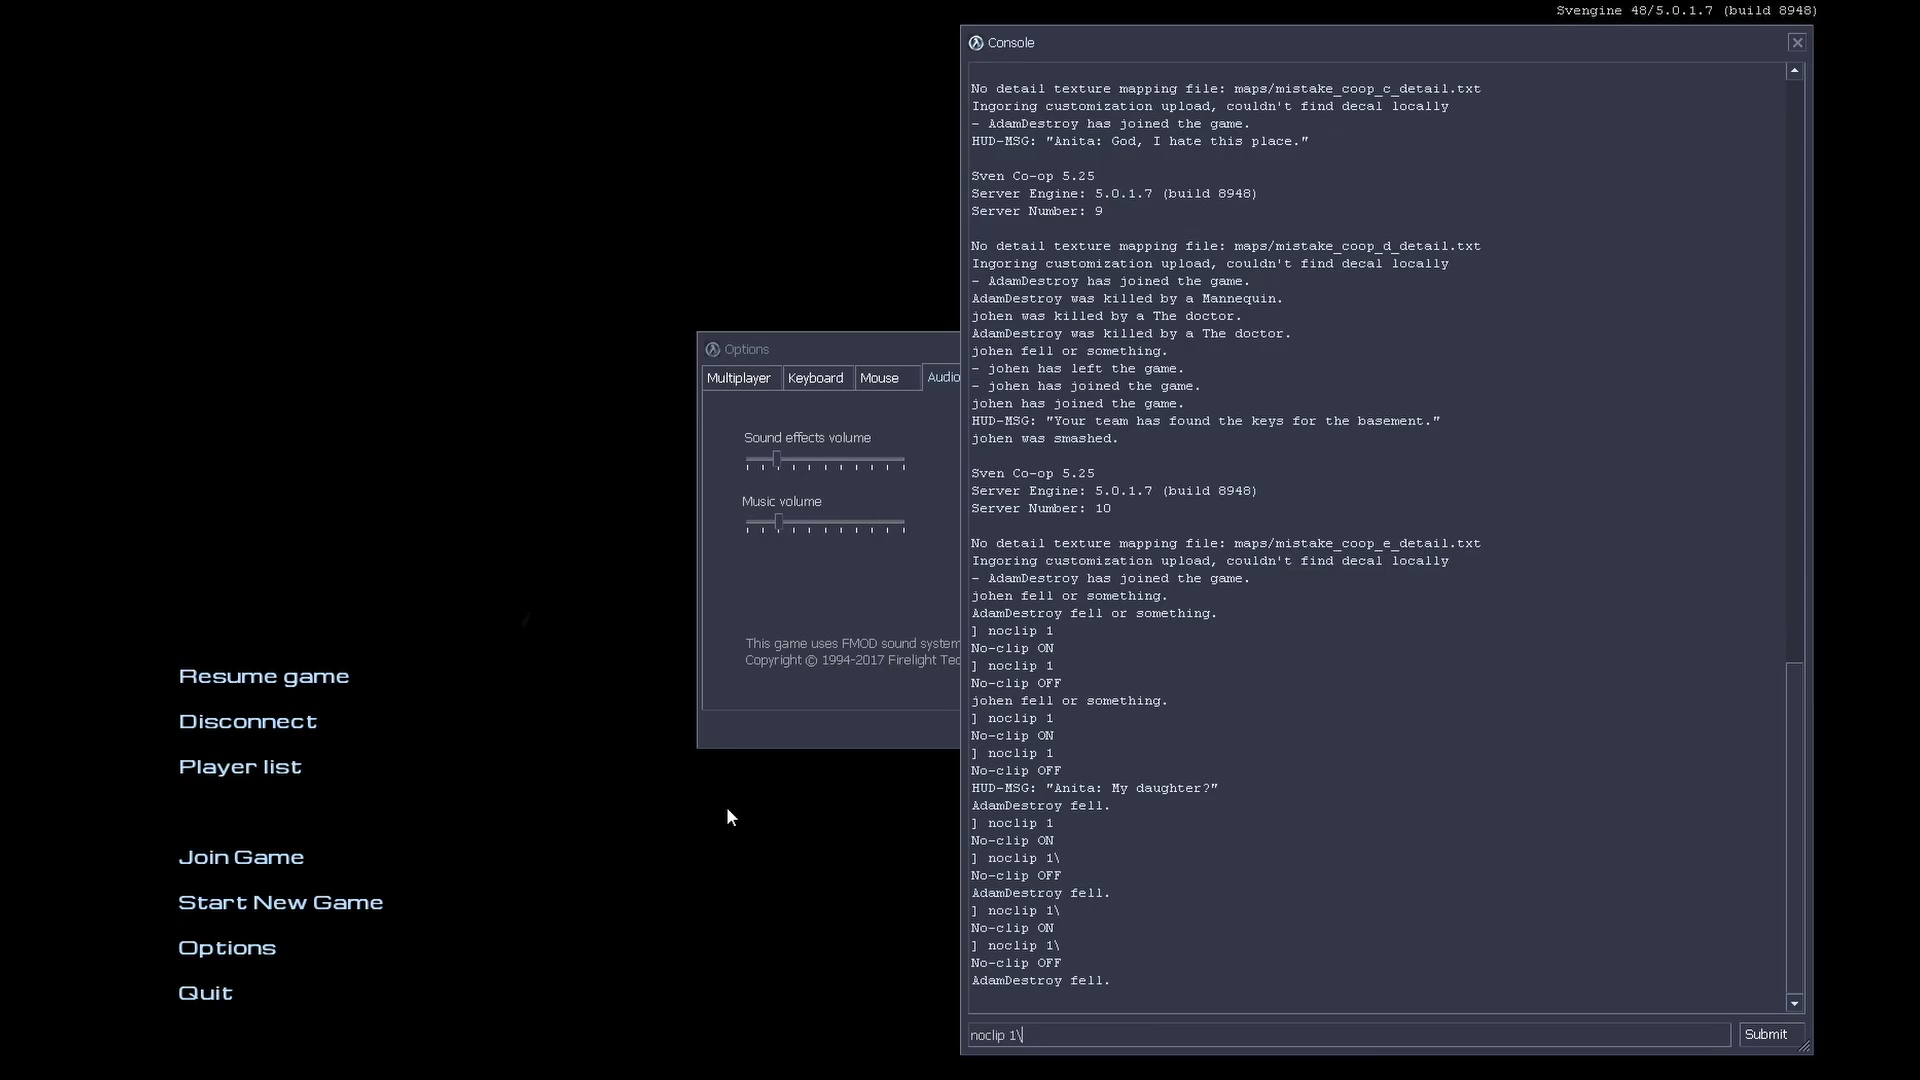 Svengine 48/5.0.1.7 (build 8948)
Console
No detail texture mapping file: maps/mistake_coop_c_detail.txt
Ingoring customization upload, couldn't find decal locally
- AdamDestroy has joined the game.
HUD-MSG: "Anita: God, I hate this place."
Sven Co-op 5.25
Server Engine: 5.0.1.7 (build 8948)
Server Number: 9
No detail texture mapping file: maps/mistake_coop_d_detail.txt
Ingoring customization upload, couldn't find decal locally
- AdamDestroy has joined the game.
AdamDestroy was killed by a Mannequin.
johen was killed by a The doctor.
AdamDestroy was killed by a The doctor.
johen fell or something.
- johen has left the game.
- johen has joined the game.
johen has joined the game.
HUD-MSG: "Your team has found the keys for the basement."
johen was smashed.
Sven Co-op 5.25
Server Engine: 5.0.1.7 (build 8948)
Server Number: 10
No detail texture mapping file: maps/mistake_coop_e_detail.txt
Ingoring customization upload, couldn't find decal locally
- AdamDestroy has joined the game.
johen fell or something.
AdamDestroy fell or something.
] noclip 1
No-clip ON
] noclip 1
No-clip OFF
johen fell or something.
] noclip 1
No-clip ON
] noclip 1
No-clip OFF
HUD-MSG: "Anita: My daughter?"
AdamDestroy fell.
] noclip 1
No-clip ON
] noclip 1\
No-clip OFF
AdamDestroy fell.
] noclip 1\
No-clip ON
] noclip 1\
No-clip OFF
AdamDestroy fell.
noclip 1\
Submit
Options
Multiplayer Keyboard Mouse Audio
Sound effects volume
Music volume
This game uses FMOD sound system
Copyright © 1994-2017 Firelight Tec
Resume game
Disconnect
Player list
Join Game
Start New Game
Options
Quit